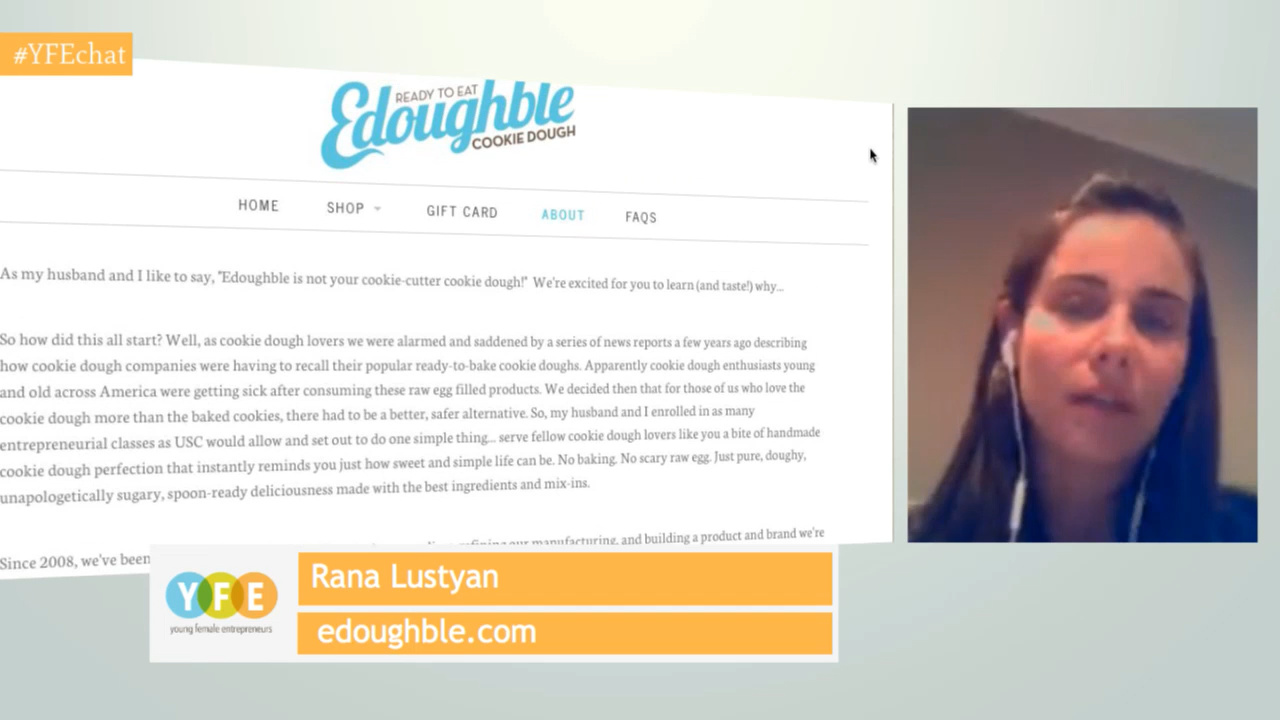 #YFEchat
READY TO EAT
Edoughble
COOKIE DOUGH
HOME SHOP GIFT CARD ABOUT FAQS
As my husband and I like to say, "Edoughble is not your cookie-cutter cookie dough!" We're excited for you to learn (and taste!) why...
So how did this all start? Well, as cookie dough lovers we were alarmed and saddened by a series of news reports a few years ago describing
how cookie dough companies were having to recall their popular ready-to-bake cookie doughs. Apparently cookie dough enthusiasts young
and old across America were getting sick after consuming these raw egg filled products. We decided then that for those of us who love the
cookie dough more than the baked cookies, there had to be a better, safer alternative. So, my husband and I enrolled in as many
entrepreneurial classes as USC would allow and set out to do one simple thing... serve fellow cookie dough lovers like you a bite of handmade
cookie dough perfection that instantly reminds you just how sweet and simple life can be. No baking. No scary raw egg. Just pure, doughy,
unapologetically sugary, spoon-ready deliciousness made with the best ingredients and mix-ins.
Since 2008, we've been refining our manufacturing, and building a product and brand we're
YFE
young female entrepreneurs
Rana Lustyan
edoughble.com